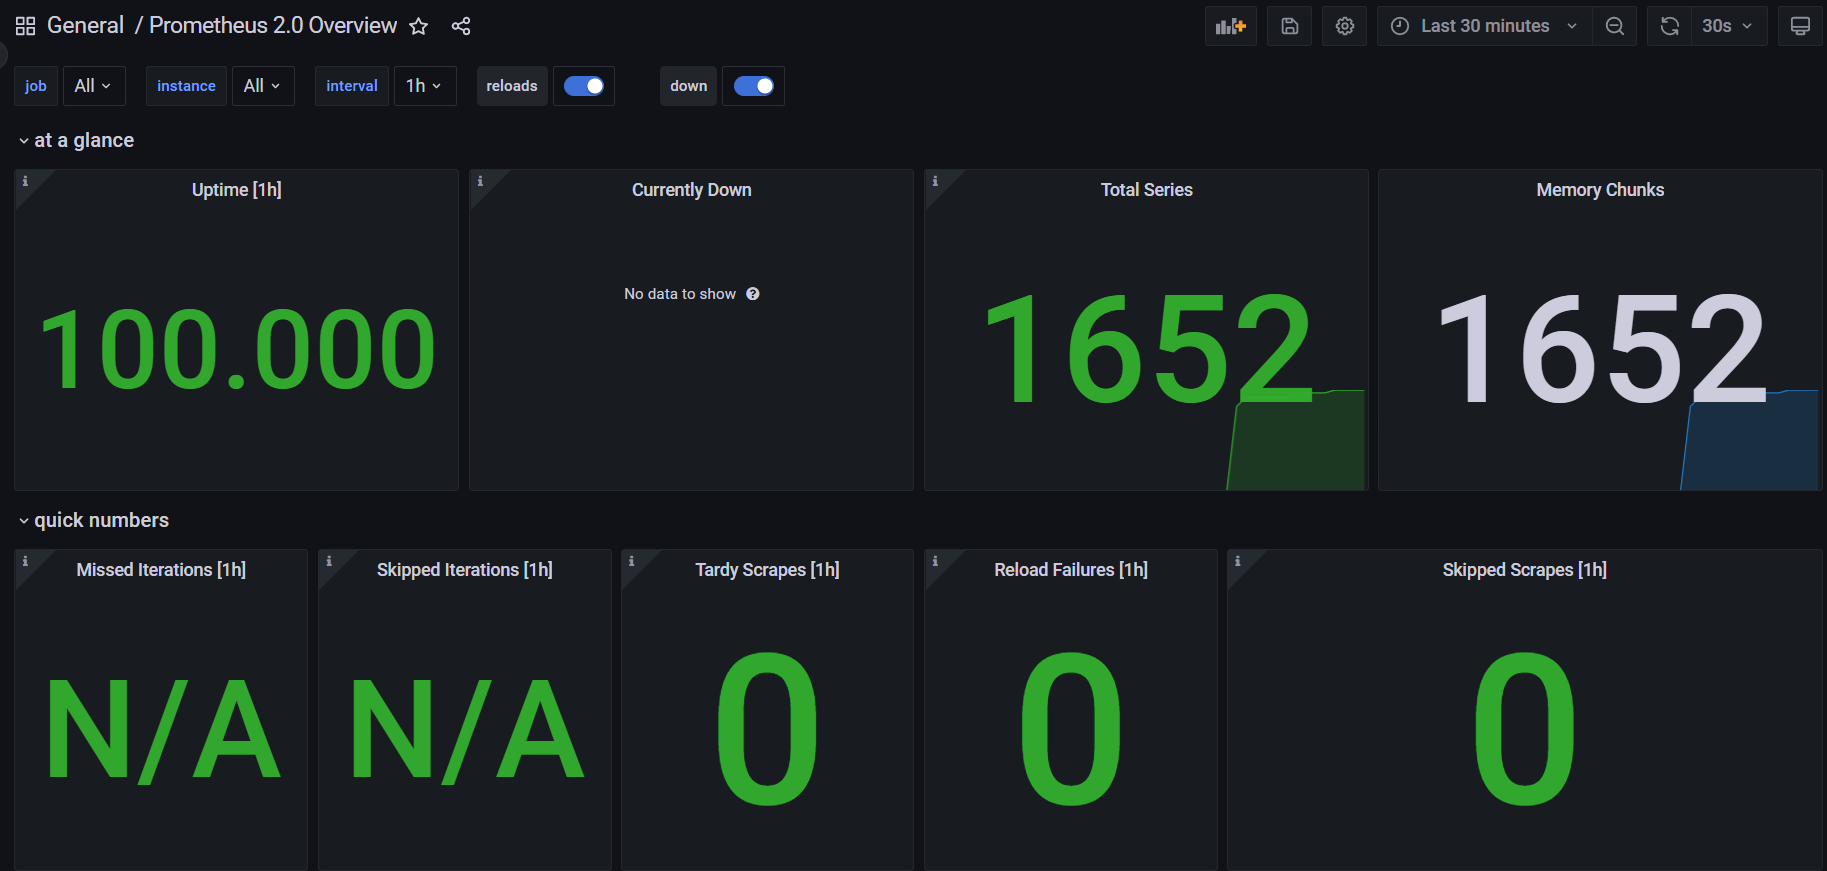 General / Prometheus 2.0 Overview
Last 30 minutes
30s
job All instance All interval 1h reloads down
at a glance
Uptime [1h]
100.000
Currently Down
No data to show
Total Series
1652
Memory Chunks
1652
quick numbers
Missed Iterations [1h]
N/A
Skipped Iterations [1h]
N/A
Tardy Scrapes [1h]
0
Reload Failures [1h]
0
Skipped Scrapes [1h]
0